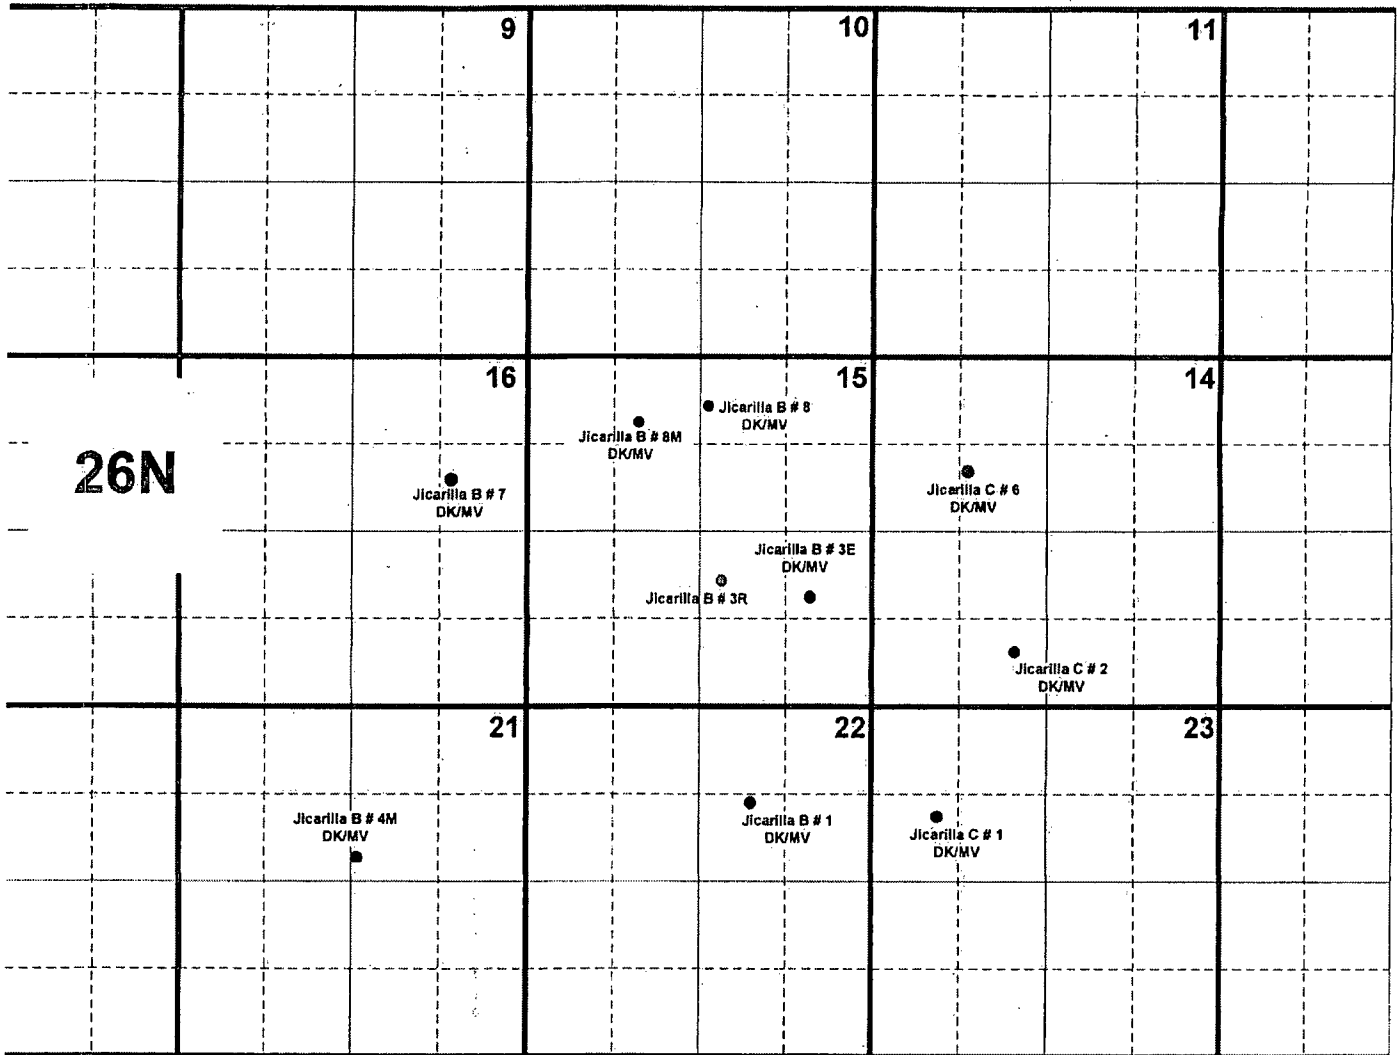 9
10
11
16
15
14
Jicarilla B # 8
DK/MV
Jicarilla B # 8M
DK/MV
26N
Jicarilla B # 7
DK/MV
Jicarilla C # 6
DK/MV
Jicarilla B # 3E
DK/MV
Jicarilla B # 3R
Jicarilla C # 2
DK/MV
21
22
23
Jicarilla B # 4M
DK/MV
Jicarilla B # 1
DK/MV
Jicarilla C # 1
DK/MV